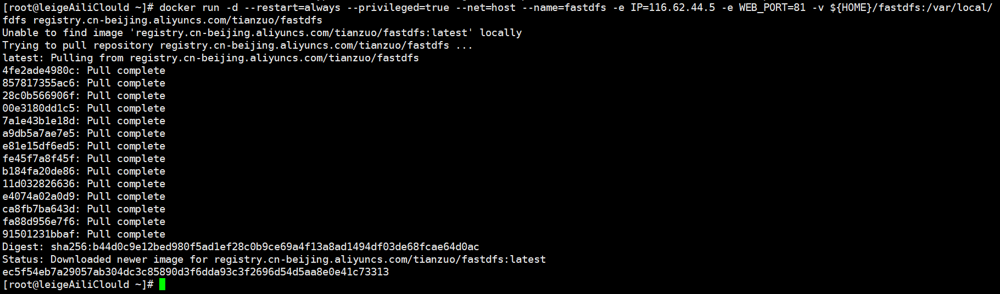 [root@leigeAiliClould ~]# docker run -d --restart=always --privileged=true --net=host --name=fastdfs -e IP=116.62.44.5 -e WEB_PORT=81 -v ${HOME}/fastdfs:/var/local/
fdfs registry.cn-beijing.aliyuncs.com/tianzuo/fastdfs
Unable to find image 'registry.cn-beijing.aliyuncs.com/tianzuo/fastdfs:latest' locally
Trying to pull repository registry.cn-beijing.aliyuncs.com/tianzuo/fastdfs ...
latest: Pulling from registry.cn-beijing.aliyuncs.com/tianzuo/fastdfs
4fe2ade4980c: Pull complete
857817355ac6: Pull complete
28c0b566906f: Pull complete
00e3180dd1c5: Pull complete
7a1e43b1e18d: Pull complete
a9db5a7ae7e5: Pull complete
e81e15df6ed5: Pull complete
fe45f7a8f45f: Pull complete
b184fa20de86: Pull complete
11d032826636: Pull complete
e4074a02a0d9: Pull complete
ca8fb7ba643d: Pull complete
fa88d956e7f6: Pull complete
91501231bbaf: Pull complete
Digest: sha256:b44d0c9e12bed980f5ad1ef28c0b9ce69a4f13a8ad1494df03de68fcae64d0ac
Status: Downloaded newer image for registry.cn-beijing.aliyuncs.com/tianzuo/fastdfs:latest
ec5f54eb7a29057ab304dc3c85890d3f6dda93c3f2696d54d5aa8e0e41c73313
[root@leigeAiliClould ~]#